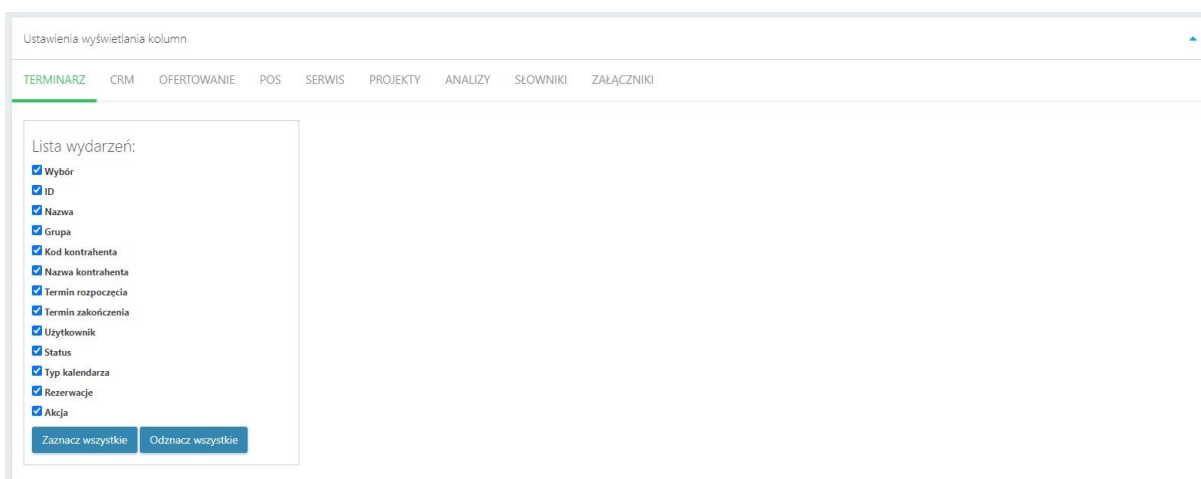 Ustawienia wyświetlania kolumn
TERMINARZ CRM OFERTOWANIE POS SERWIS PROJEKTY ANALIZY SŁOWNIKI ZAŁĄCZNIKI
Lista wydarzeń:
Wybór
ID
Nazwa
Grupa
Kod kontrahenta
Nazwa kontrahenta
Termin rozpoczęcia
Termin zakończenia
Użytkownik
Status
Typ kalendarza
Rezerwacje
Akcja
Zaznacz wszystkie Odznacz wszystkie